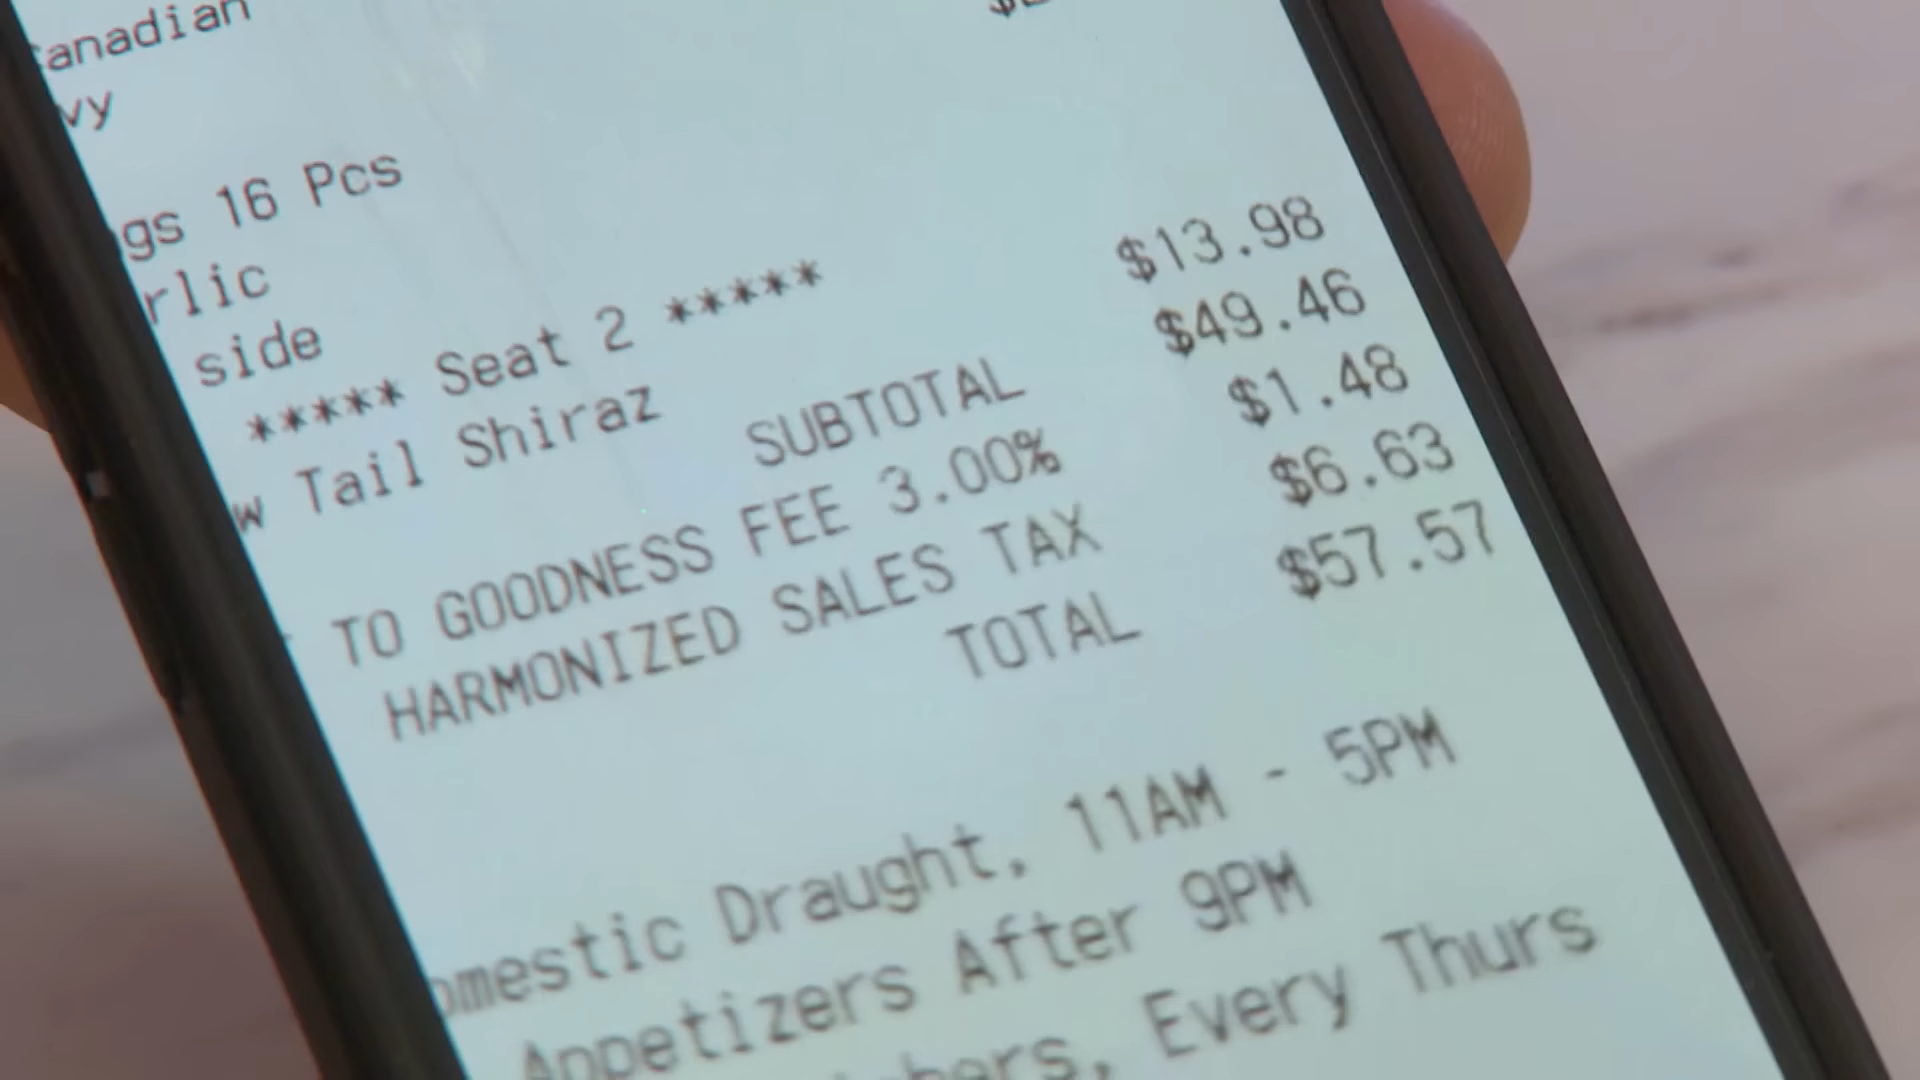 anadian
vy
gs 16 Pcs
rlic
side
***** Seat 2 *****
w Tail Shiraz $13.98
SUBTOTAL $49.46
TO GOODNESS FEE 3.00% $1.48
HARMONIZED SALES TAX $6.63
TOTAL $57.57
omestic Draught, 11AM - 5PM
Appetizers After 9PM
Every Thurs